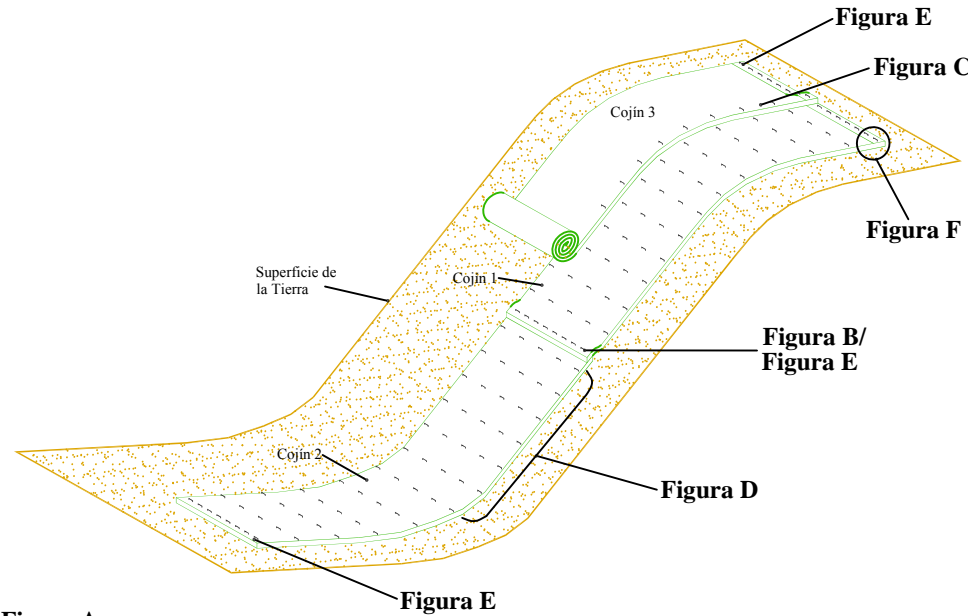 Figura E
Figura C
Cojín 3
Figura F
Superficie de
la Tierra
Cojín 1
Figura B/
Figura E
Cojín 2
Figura D
Figura E